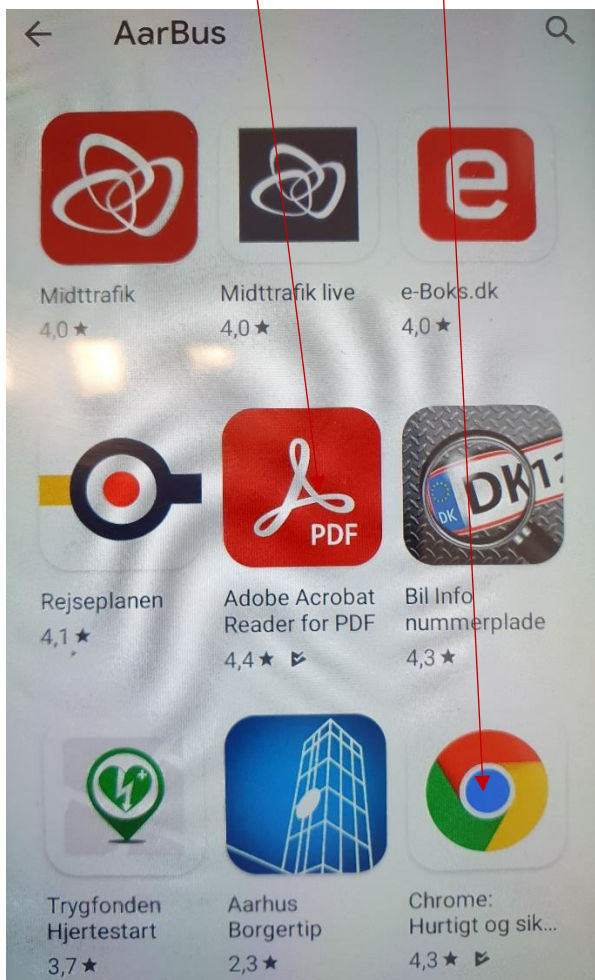 AarBus
e
Midttrafik
Midttrafik live
e-Boks.dk
4,0 ★
4,0 ★
4,0 ★
PDF
DK
DK12
Rejseplanen
Adobe Acrobat
Reader for PDF
Bil Info
nummerplade
4,1 ★
4,4 ★
4,3 ★
Trygfonden
Hjertestart
Aarhus
Borgertip
Chrome:
Hurtigt og sik...
3,7 ★
2,3 ★
4,3 ★